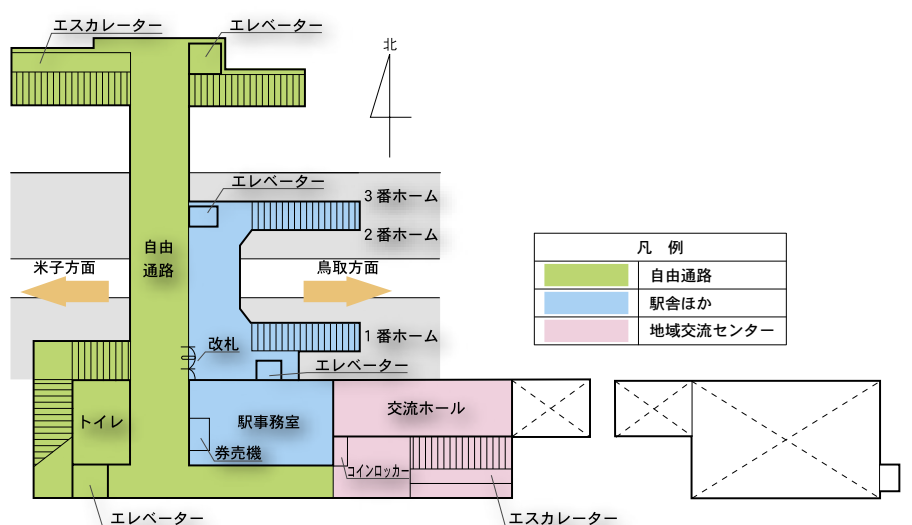 エスカレーター
エレベーター
北
エレベーター
3番ホーム
2番ホーム
自由
通路
米子方面
鳥取方面
凡 例
自由通路
駅舎ほか
地域交流センター
1番ホーム
改札
エレベーター
トイレ
駅事務室
交流ホール
券売機
コインロッカー
エレベーター
エスカレーター